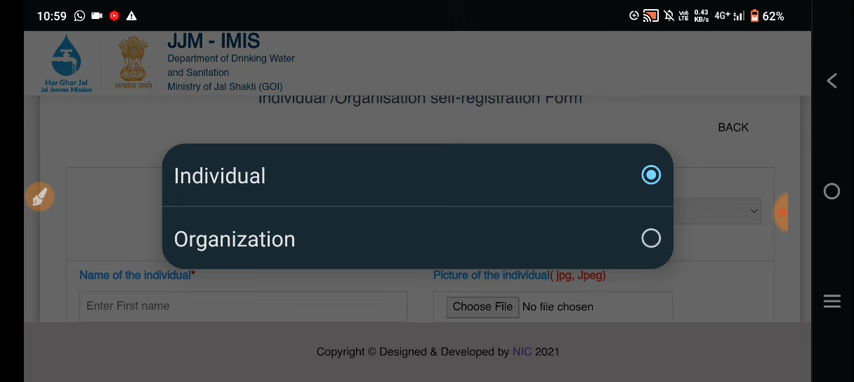 10:59
0.43
KB/s
4G+
62%
JJM - IMIS
Department of Drinking Water
and Sanitation
Ministry of Jal Shakti (GOI)
Har Ghar Jal
Jal Jeevan Mission
सत्यमेव जयते
Individual /Organisation self-registration Form
BACK
Individual
Organization
Name of the individual*
Picture of the individual( jpg, Jpeg)
Enter First name
Choose File No file chosen
Copyright © Designed & Developed by NIC 2021